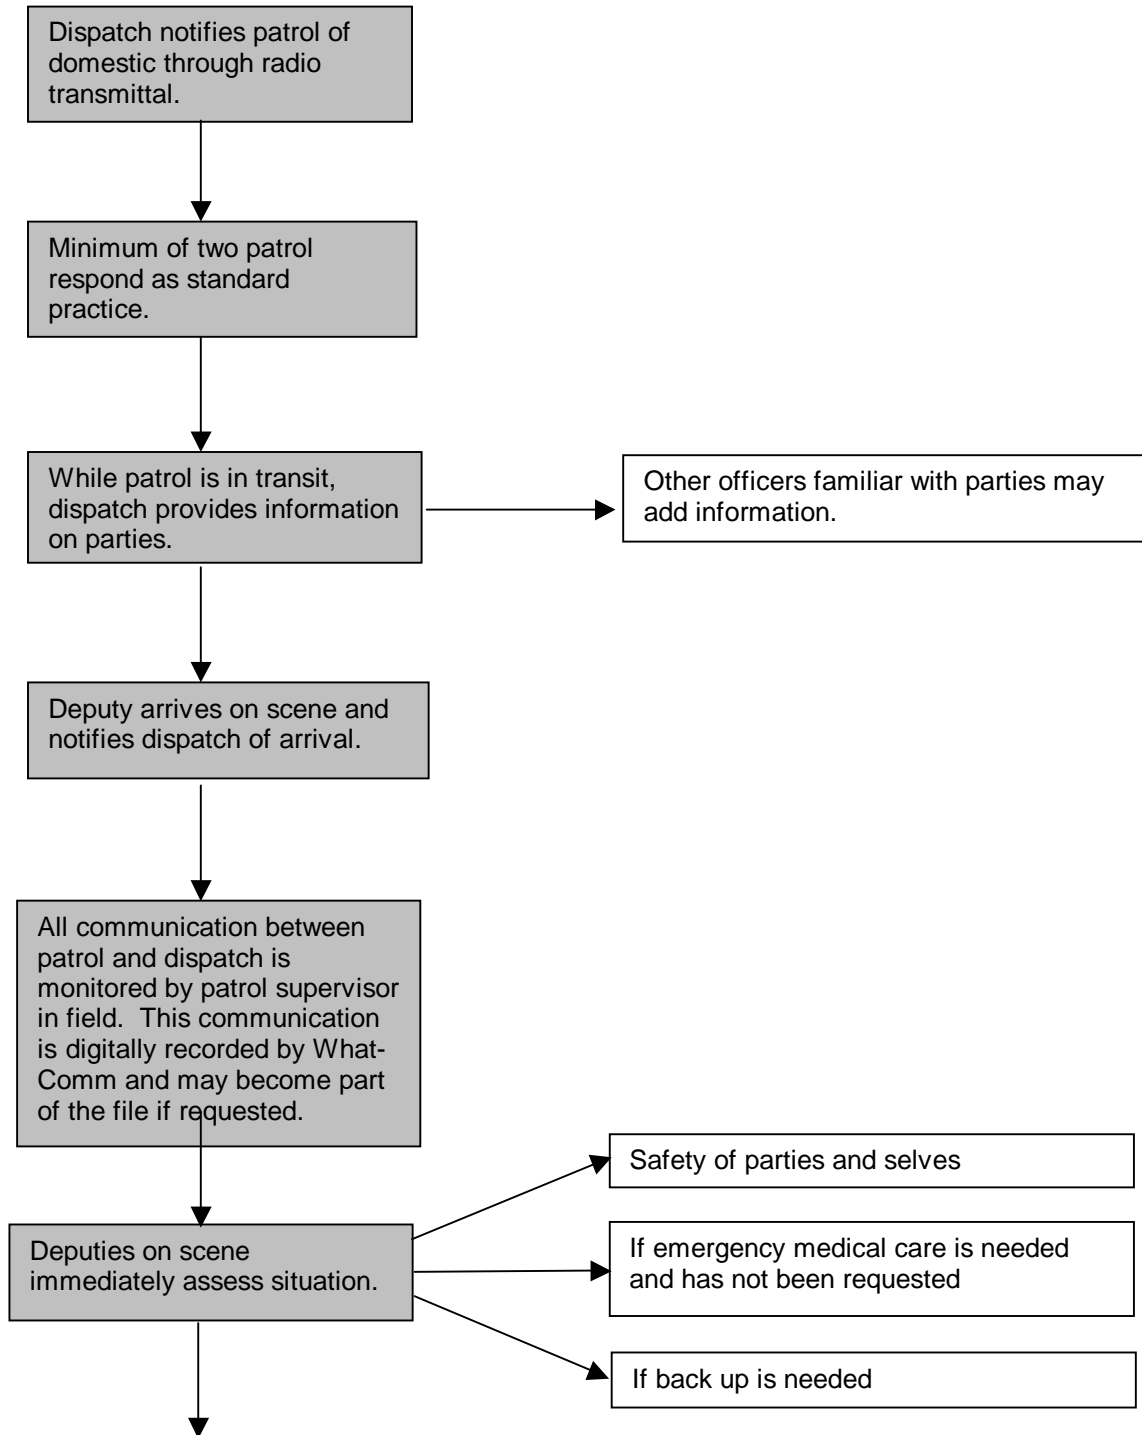 Dispatch notifies patrol of
domestic through radio
transmittal.
Minimum of two patrol
respond as standard
practice.
While patrol is in transit,
dispatch provides information
on parties.
Other officers familiar with parties may
add information.
Deputy arrives on scene and
notifies dispatch of arrival.
All communication between
patrol and dispatch is
monitored by patrol supervisor
in field.  This communication
is digitally recorded by What-
Comm and may become part
of the file if requested.
Deputies on scene
immediately assess situation.
Safety of parties and selves
If emergency medical care is needed
and has not been requested
If back up is needed